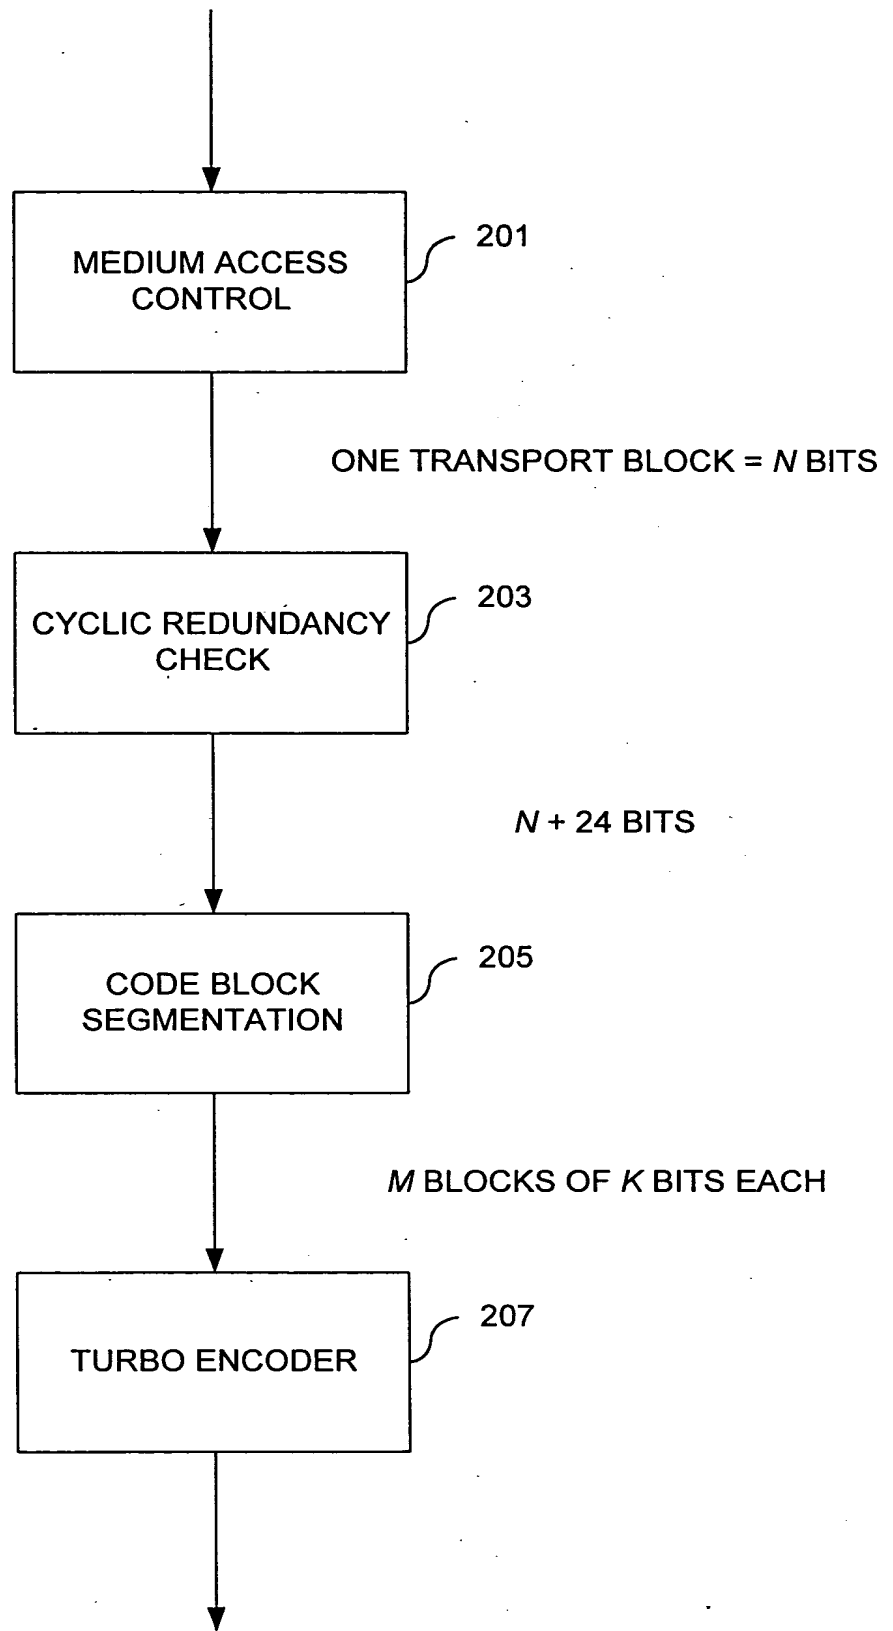 201
MEDIUM ACCESS
CONTROL
ONE TRANSPORT BLOCK = N BITS
203
CYCLIC REDUNDANCY
CHECK
N + 24 BITS
205
CODE BLOCK
SEGMENTATION
M BLOCKS OF K BITS EACH
207
TURBO ENCODER